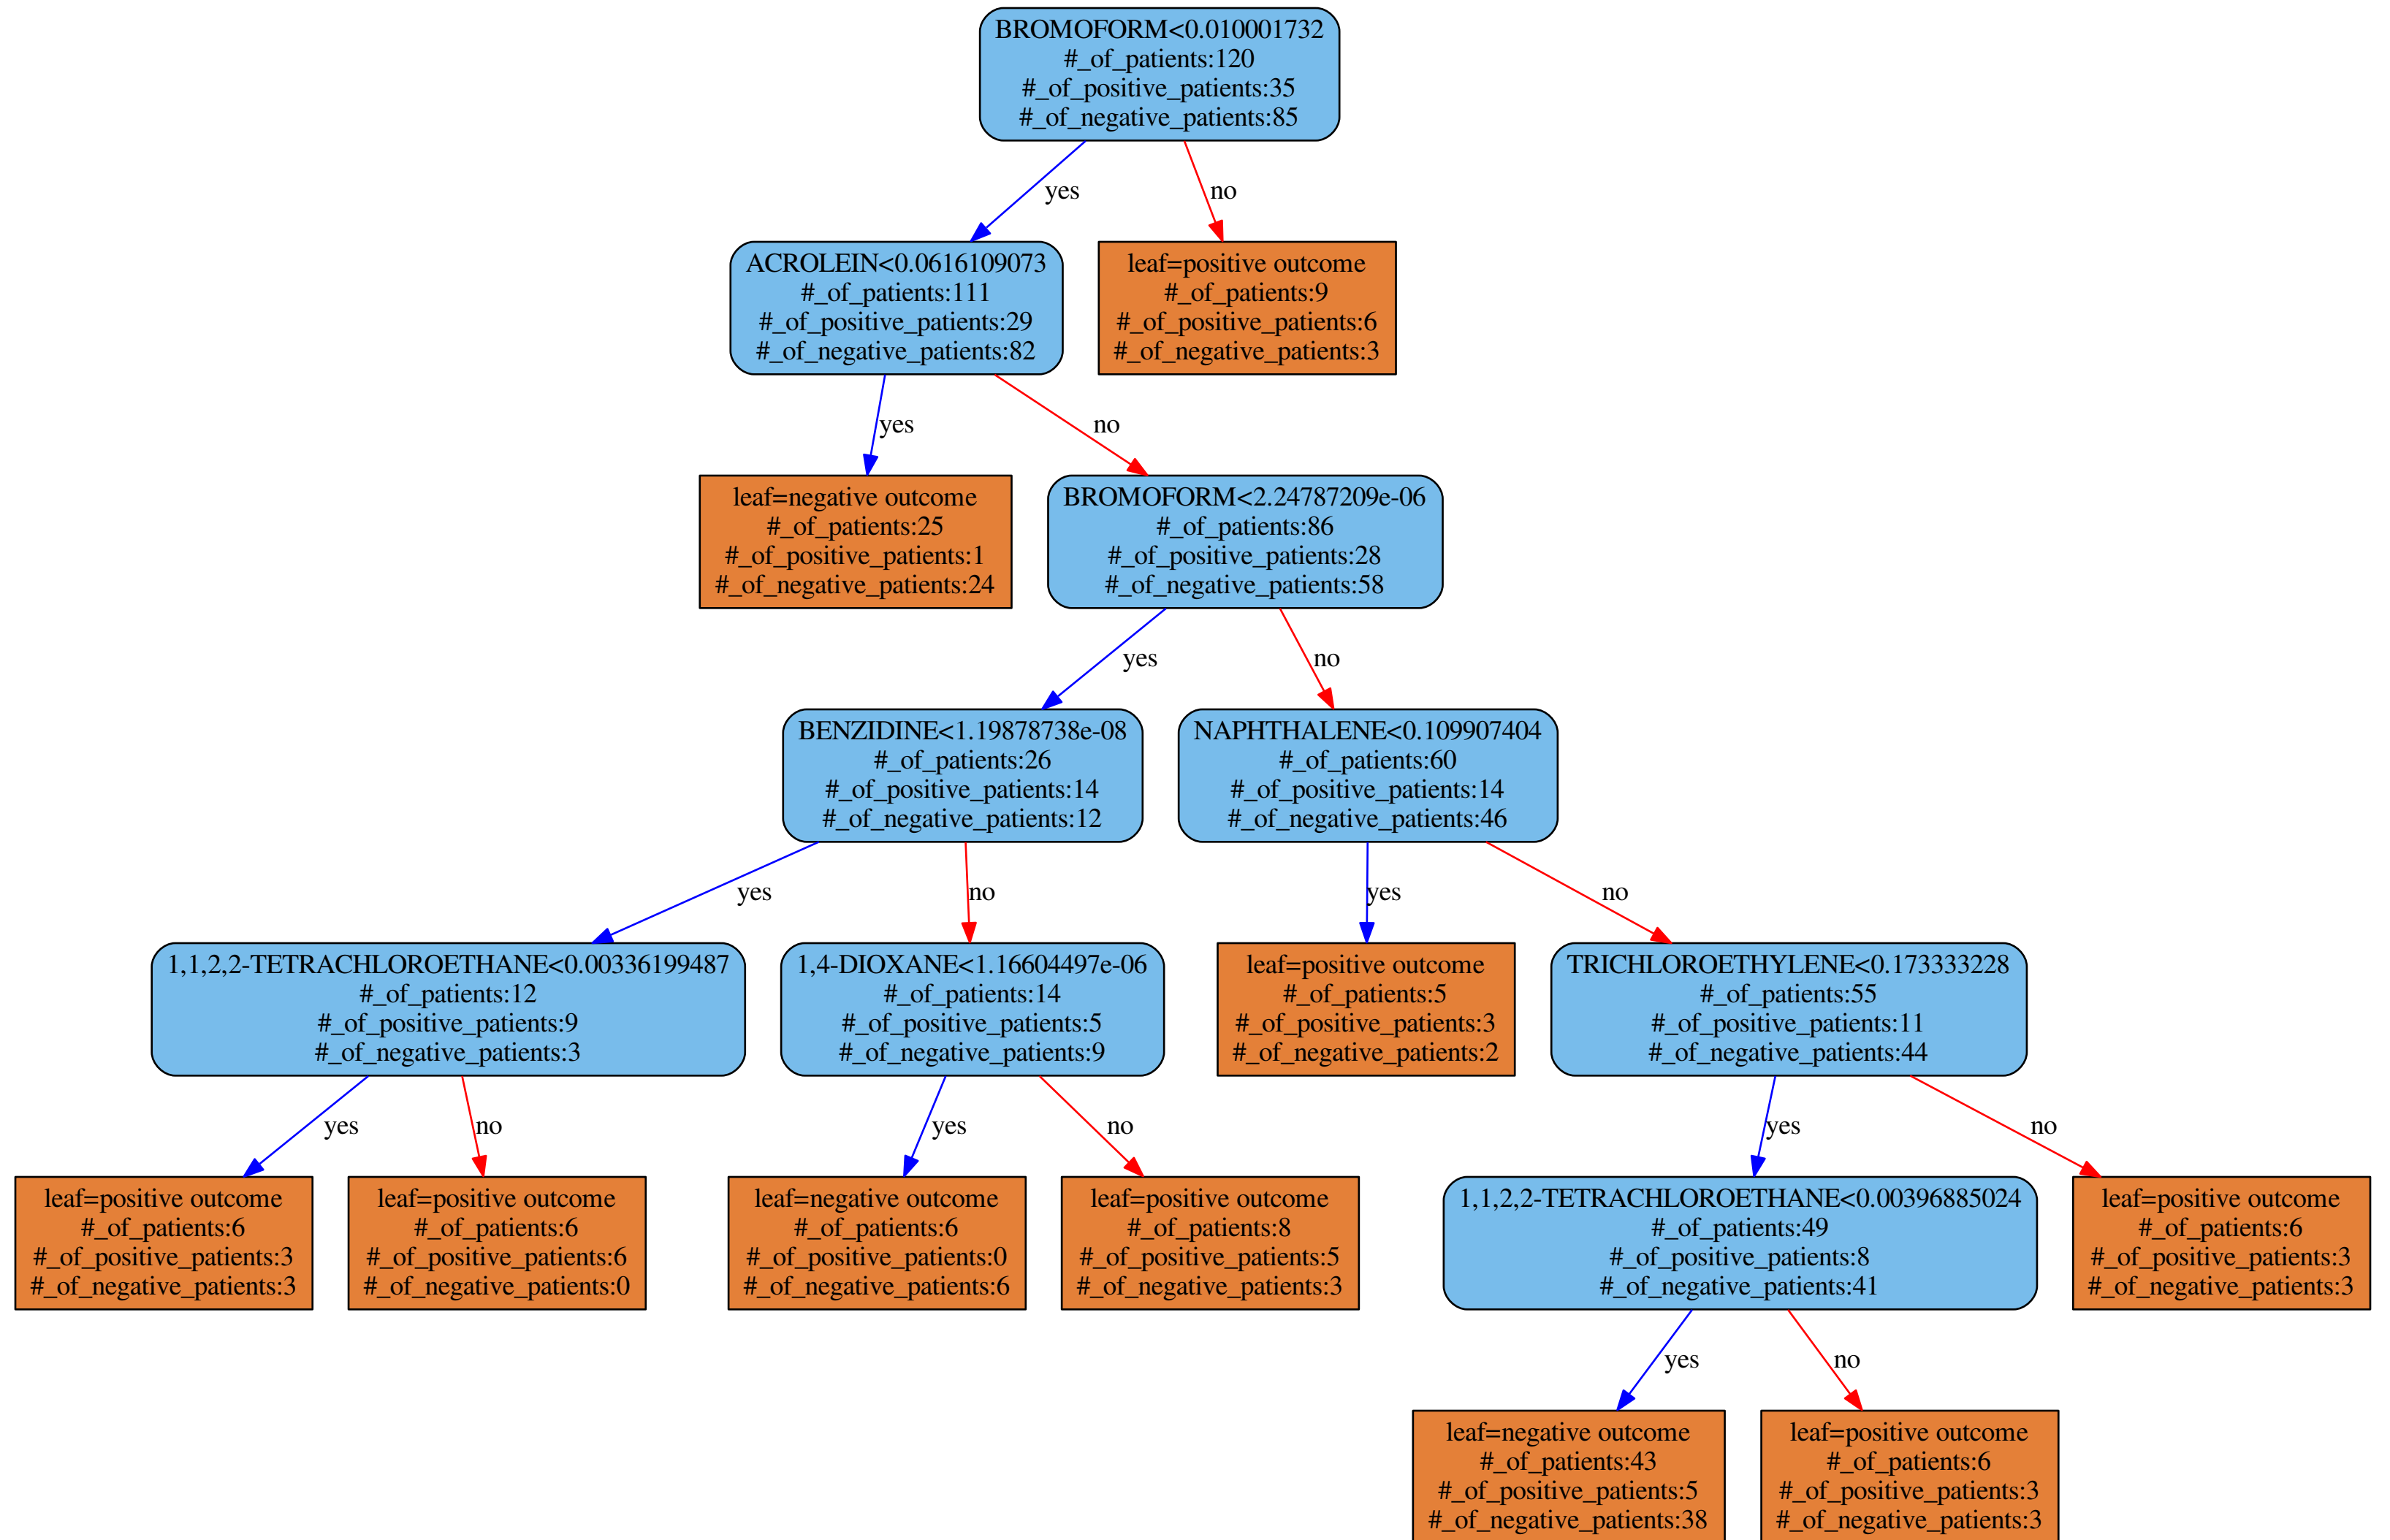 BROMOFORM<0.010001732
#_of_patients:120
#_of_positive_patients:35
#_of_negative_patients:85
yes
no
ACROLEIN<0.0616109073
#_of_patients:111
#_of_positive_patients:29
#_of_negative_patients:82
leaf=positive outcome
#_of_patients:9
#_of_positive_patients:6
#_of_negative_patients:3
yes
no
leaf=negative outcome
#_of_patients:25
#_of_positive_patients:1
#_of_negative_patients:24
BROMOFORM<2.24787209e-06
#_of_patients:86
#_of_positive_patients:28
#_of_negative_patients:58
yes
no
BENZIDINE<1.19878738e-08
#_of_patients:26
#_of_positive_patients:14
#_of_negative_patients:12
NAPHTHALENE<0.109907404
#_of_patients:60
#_of_positive_patients:14
#_of_negative_patients:46
yes
no
yes
no
1,1,2,2-TETRACHLOROETHANE<0.00336199487
#_of_patients:12
#_of_positive_patients:9
#_of_negative_patients:3
1,4-DIOXANE<1.16604497e-06
#_of_patients:14
#_of_positive_patients:5
#_of_negative_patients:9
leaf=positive outcome
#_of_patients:5
#_of_positive_patients:3
#_of_negative_patients:2
TRICHLOROETHYLENE<0.173333228
#_of_patients:55
#_of_positive_patients:11
#_of_negative_patients:44
yes
no
yes
no
yes
no
leaf=positive outcome
#_of_patients:6
#_of_positive_patients:3
#_of_negative_patients:3
leaf=positive outcome
#_of_patients:6
#_of_positive_patients:6
#_of_negative_patients:0
leaf=negative outcome
#_of_patients:6
#_of_positive_patients:0
#_of_negative_patients:6
leaf=positive outcome
#_of_patients:8
#_of_positive_patients:5
#_of_negative_patients:3
1,1,2,2-TETRACHLOROETHANE<0.00396885024
#_of_patients:49
#_of_positive_patients:8
#_of_negative_patients:41
leaf=positive outcome
#_of_patients:6
#_of_positive_patients:3
#_of_negative_patients:3
yes
no
leaf=negative outcome
#_of_patients:43
#_of_positive_patients:5
#_of_negative_patients:38
leaf=positive outcome
#_of_patients:6
#_of_positive_patients:3
#_of_negative_patients:3